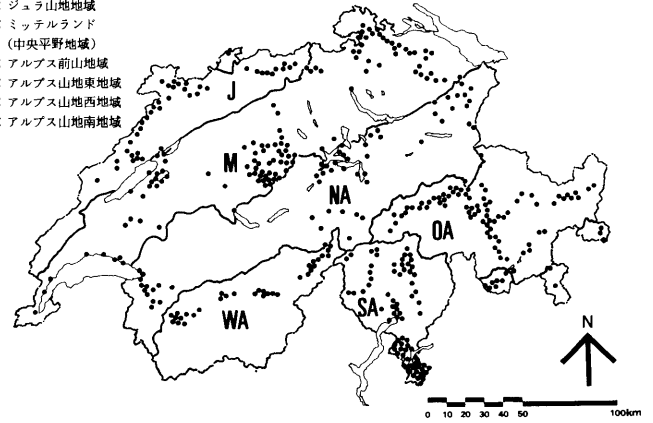 : ジュラ山地地域
: ミッテルランド
（中央平野地域）
: アルプス前山地域
: アルプス山地東地域
: アルプス山地西地域
: アルプス山地南地域
J
M
NA
OA
WA
SA
N
0 10 20 30 40 50 100km